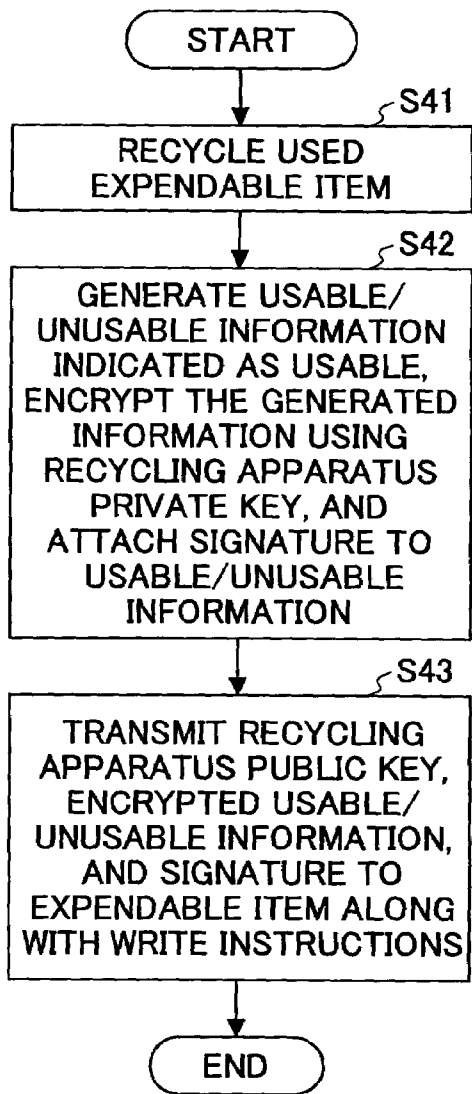 START
S41
RECYCLE USED
EXPENDABLE ITEM
S42
GENERATE USABLE/
UNUSABLE INFORMATION
INDICATED AS USABLE,
ENCRYPT THE GENERATED
INFORMATION USING
RECYCLING APPARATUS
PRIVATE KEY, AND
ATTACH SIGNATURE TO
USABLE/UNUSABLE
INFORMATION
S43
TRANSMIT RECYCLING
APPARATUS PUBLIC KEY,
ENCRYPTED USABLE/
UNUSABLE INFORMATION,
AND SIGNATURE TO
EXPENDABLE ITEM ALONG
WITH WRITE INSTRUCTIONS
END